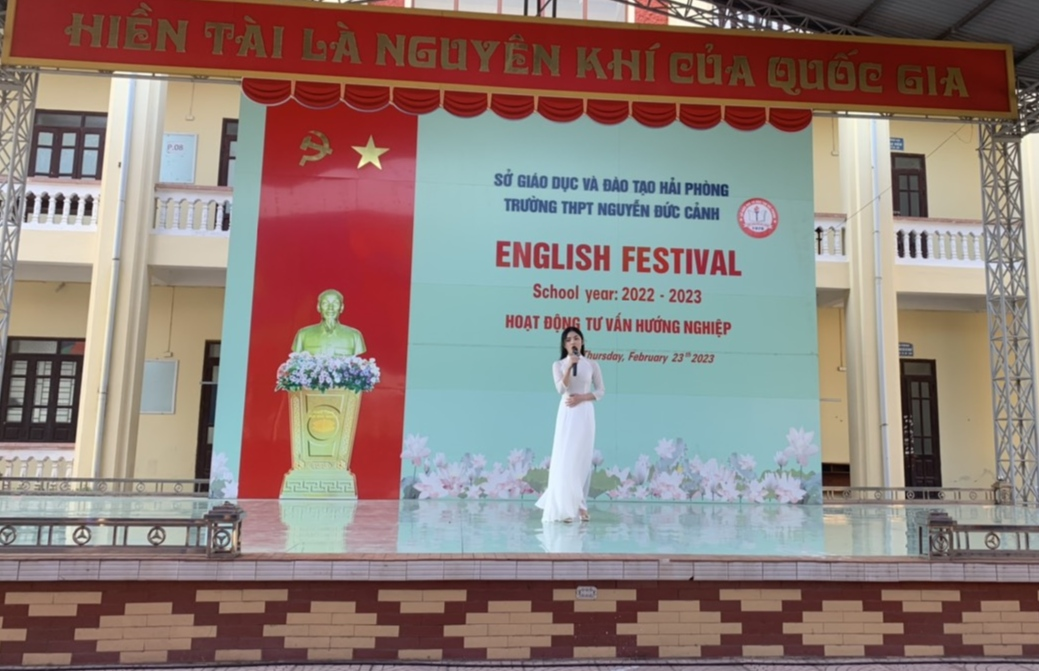 HIỀN TÀI LÀ NGUYÊN KHÍ CỦA QUỐC GIA
SỞ GIÁO DỤC VÀ ĐÀO TẠO HẢI PHÒNG
TRƯỜNG THPT NGUYỄN ĐỨC CẢNH
ENGLISH FESTIVAL
School year: 2022 - 2023
HOẠT ĐỘNG TƯ VẤN HƯỚNG NGHIỆP
Thursday, February 23th 2023